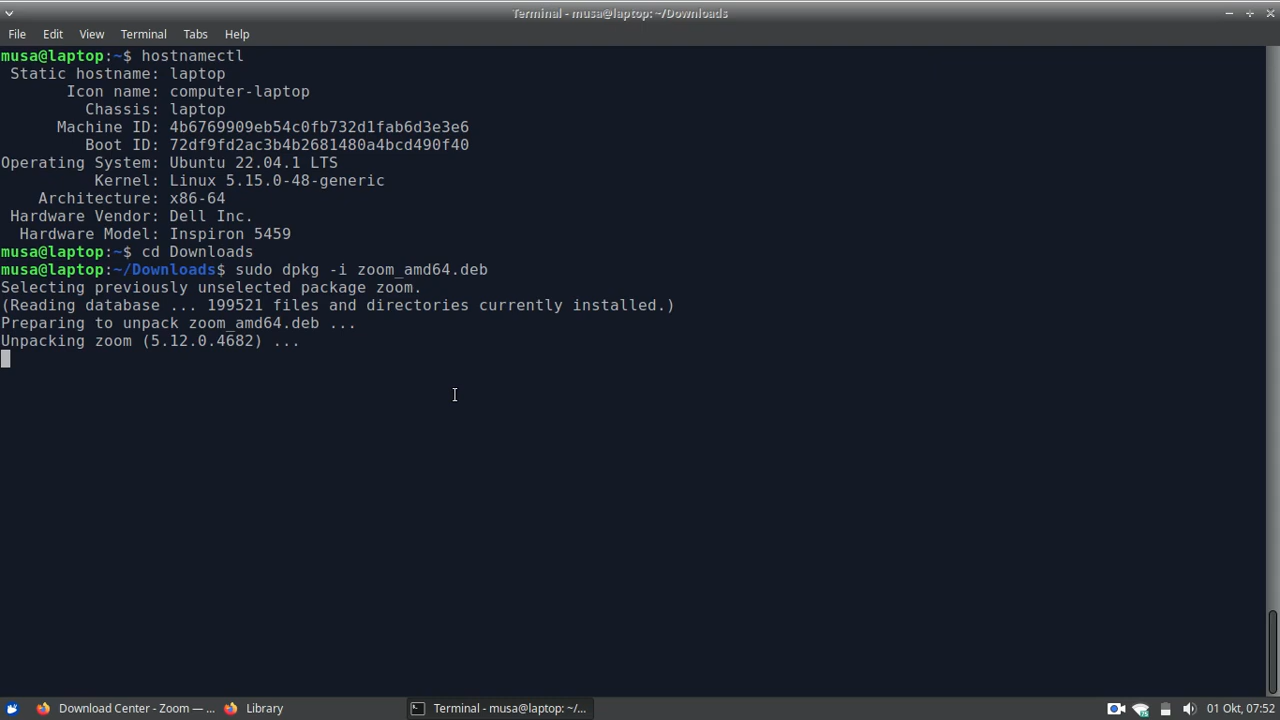 Terminal - musa@laptop: ~/Downloads
File Edit View Terminal Tabs Help
musa@laptop:~$ hostnamectl
 Static hostname: laptop
       Icon name: computer-laptop
         Chassis: laptop
      Machine ID: 4b6769909eb54c0fb732d1fab6d3e3e6
         Boot ID: 72df9fd2ac3b4b2681480a4bcd490f40
Operating System: Ubuntu 22.04.1 LTS
          Kernel: Linux 5.15.0-48-generic
    Architecture: x86-64
 Hardware Vendor: Dell Inc.
  Hardware Model: Inspiron 5459
musa@laptop:~$ cd Downloads
musa@laptop:~/Downloads$ sudo dpkg -i zoom_amd64.deb
Selecting previously unselected package zoom.
(Reading database ... 199521 files and directories currently installed.)
Preparing to unpack zoom_amd64.deb ...
Unpacking zoom (5.12.0.4682) ...
Download Center - Zoom — ... Library Terminal - musa@laptop: ~/... 01 Okt, 07:52